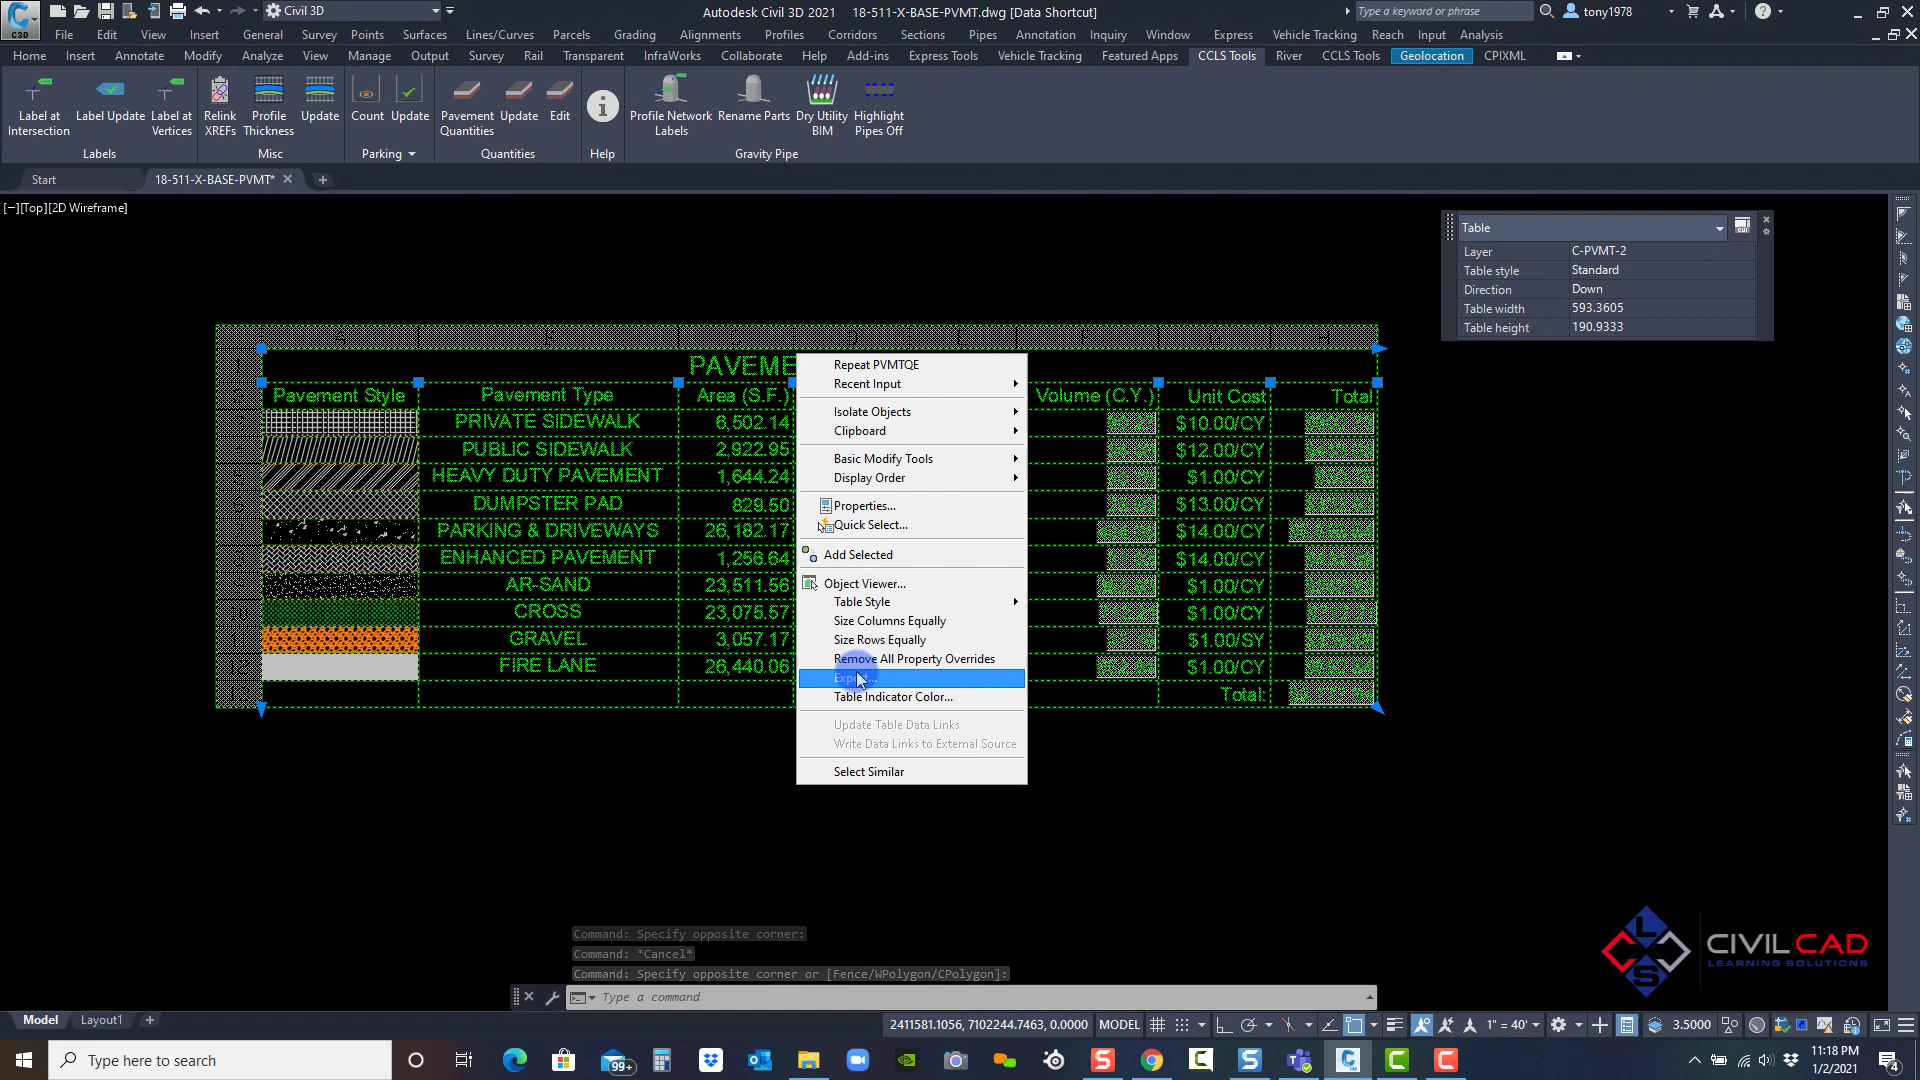 Civil 3D
Autodesk Civil 3D 2021 18-511-X-BASE-PVMT.dwg [Data Shortcut]
Type a keyword or phrase
tony1978
C3D
File Edit View Insert General Survey Points Surfaces Lines/Curves Parcels Grading Alignments Profiles Corridors Sections Pipes Annotation Inquiry Window Express Vehicle Tracking Reach Input Analysis
Home Insert Annotate Modify Analyze View Manage Output Survey Rail Transparent InfraWorks Collaborate Help Add-ins Express Tools Vehicle Tracking Featured Apps CCLS Tools River CCLS Tools Geolocation CPIXML
Label at Intersection Label Update Label at Vertices Relink XREFs Profile Thickness Update Count Update Pavement Quantities Update Edit Profile Network Labels Rename Parts Dry Utility BIM Highlight Pipes Off
Labels Misc Parking Quantities Help Gravity Pipe
Start 18-511-X-BASE-PVMT*
[−][Top][2D Wireframe]
Table
Layer C-PVMT-2
Table style Standard
Direction Down
Table width 593.3605
Table height 190.9333
PAVEME
Pavement Style Pavement Type Area (S.F.) Volume (C.Y.) Unit Cost Total
PRIVATE SIDEWALK 6,502.14 $10.00/CY
PUBLIC SIDEWALK 2,922.95 $12.00/CY
HEAVY DUTY PAVEMENT 1,644.24 $1.00/CY
DUMPSTER PAD 829.50 $13.00/CY
PARKING & DRIVEWAYS 26,182.17 $14.00/CY
ENHANCED PAVEMENT 1,256.64 $14.00/CY
AR-SAND 23,511.56 $1.00/CY
CROSS 23,075.57 $1.00/CY
GRAVEL 3,057.17 $1.00/SY
FIRE LANE 26,440.06 $1.00/CY
Total:
Repeat PVMTQE
Recent Input
Isolate Objects
Clipboard
Basic Modify Tools
Display Order
Properties...
Quick Select...
Add Selected
Object Viewer...
Table Style
Size Columns Equally
Size Rows Equally
Remove All Property Overrides
Export...
Table Indicator Color...
Update Table Data Links
Write Data Links to External Source
Select Similar
Command: Specify opposite corner:
Command: *Cancel*
Command: Specify opposite corner or [Fence/WPolygon/CPolygon]:
Type a command
LS
CIVIL CAD
LEARNING SOLUTIONS
Model Layout1
2411581.1056, 7102244.7463, 0.0000 MODEL 1" = 40' 3.5000
Type here to search
99+
11:18 PM
1/2/2021
4